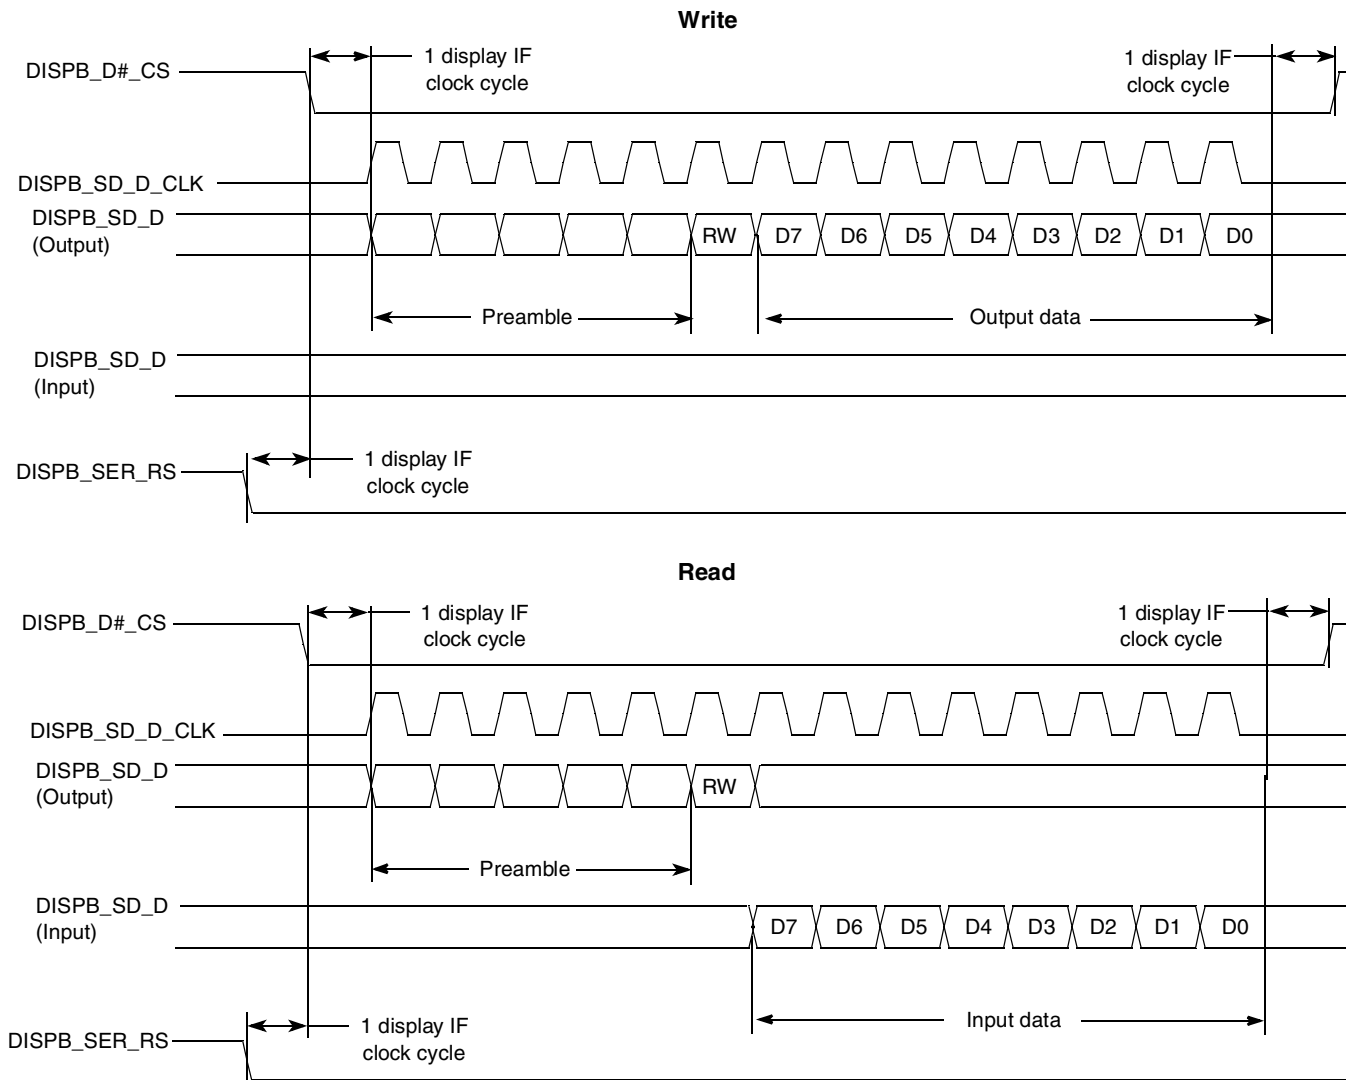 Write
1 display IF
clock cycle
1 display IF
clock cycle
DISPB_D#_CS
DISPB_SD_D_CLK
DISPB_SD_D
(Output)
RW D7 D6 D5 D4 D3 D2 D1 D0
Preamble
Output data
DISPB_SD_D
(Input)
DISPB_SER_RS
1 display IF
clock cycle
Read
1 display IF
clock cycle
1 display IF
clock cycle
DISPB_D#_CS
DISPB_SD_D_CLK
DISPB_SD_D
(Output)
RW
Preamble
DISPB_SD_D
(Input)
D7 D6 D5 D4 D3 D2 D1 D0
Input data
DISPB_SER_RS
1 display IF
clock cycle